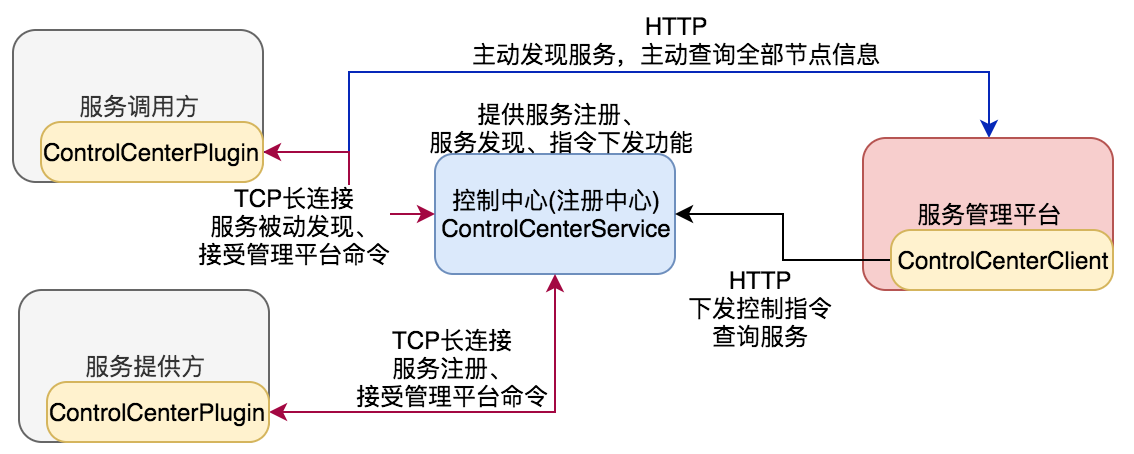 HTTP
主动发现服务，主动查询全部节点信息
服务调用方
ControlCenterPlugin
提供服务注册、
服务发现、指令下发功能
TCP长连接
服务被动发现、
接受管理平台命令
控制中心(注册中心)
ControlCenterService
服务管理平台
ControlCenterClient
HTTP
下发控制指令
查询服务
服务提供方
ControlCenterPlugin
TCP长连接
服务注册、
接受管理平台命令